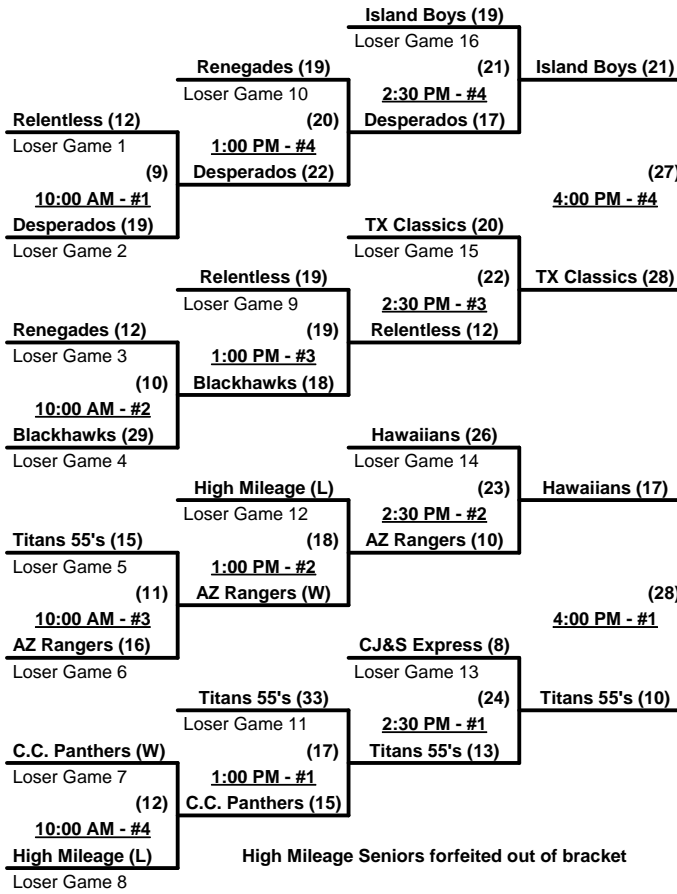 Island Boys (19)
Loser Game 16
Renegades (19)
(21)
Island Boys (21)
Loser Game 10
2:30 PM - #4
Relentless (12)
(20)
Desperados (17)
Loser Game 1
1:00 PM - #4
(9)
Desperados (22)
(27)
10:00 AM - #1
4:00 PM - #4
Desperados (19)
TX Classics (20)
Loser Game 2
Loser Game 15
Relentless (19)
(22)
TX Classics (28)
Loser Game 9
2:30 PM - #3
Renegades (12)
(19)
Relentless (12)
Loser Game 3
1:00 PM - #3
(10)
Blackhawks (18)
10:00 AM - #2
Blackhawks (29)
Hawaiians (26)
Loser Game 4
Loser Game 14
High Mileage (L)
(23)
Hawaiians (17)
Loser Game 12
2:30 PM - #2
Titans 55's (15)
(18)
AZ Rangers (10)
Loser Game 5
1:00 PM - #2
(11)
AZ Rangers (W)
(28)
10:00 AM - #3
4:00 PM - #1
AZ Rangers (16)
CJ&S Express (8)
Loser Game 6
Loser Game 13
Titans 55's (33)
(24)
Titans 55's (10)
Loser Game 11
2:30 PM - #1
C.C. Panthers (W)
(17)
Titans 55's (13)
Loser Game 7
1:00 PM - #1
(12)
C.C. Panthers (15)
10:00 AM - #4
High Mileage (L)
High Mileage Seniors forfeited out of bracket
Loser Game 8